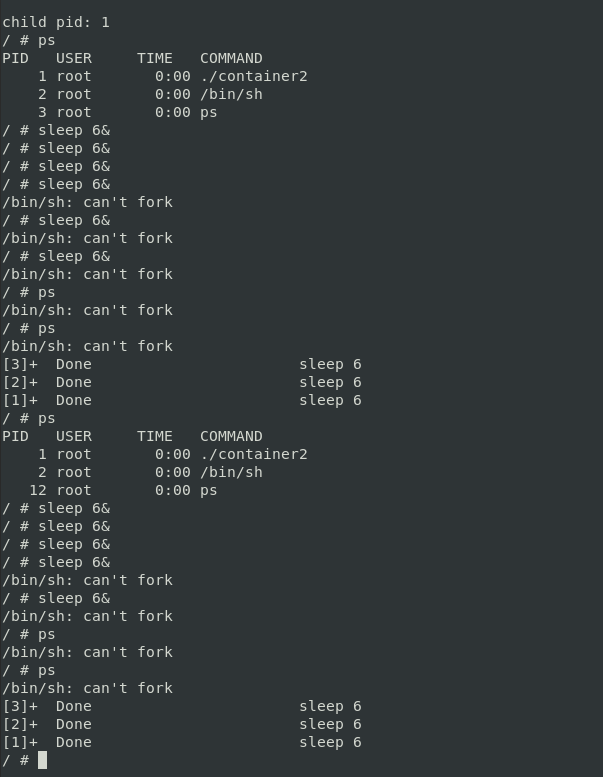 child pid: 1
/ # ps
PID   USER     TIME   COMMAND
    1 root       0:00 ./container2
    2 root       0:00 /bin/sh
    3 root       0:00 ps
/ # sleep 6&
/ # sleep 6&
/ # sleep 6&
/ # sleep 6&
/bin/sh: can't fork
/ # sleep 6&
/bin/sh: can't fork
/ # sleep 6&
/bin/sh: can't fork
/ # ps
/bin/sh: can't fork
/ # ps
/bin/sh: can't fork
[3]+  Done                       sleep 6
[2]+  Done                       sleep 6
[1]+  Done                       sleep 6
/ # ps
PID   USER     TIME   COMMAND
    1 root       0:00 ./container2
    2 root       0:00 /bin/sh
   12 root       0:00 ps
/ # sleep 6&
/ # sleep 6&
/ # sleep 6&
/ # sleep 6&
/bin/sh: can't fork
/ # sleep 6&
/bin/sh: can't fork
/ # ps
/bin/sh: can't fork
/ # ps
/bin/sh: can't fork
[3]+  Done                       sleep 6
[2]+  Done                       sleep 6
[1]+  Done                       sleep 6
/ #